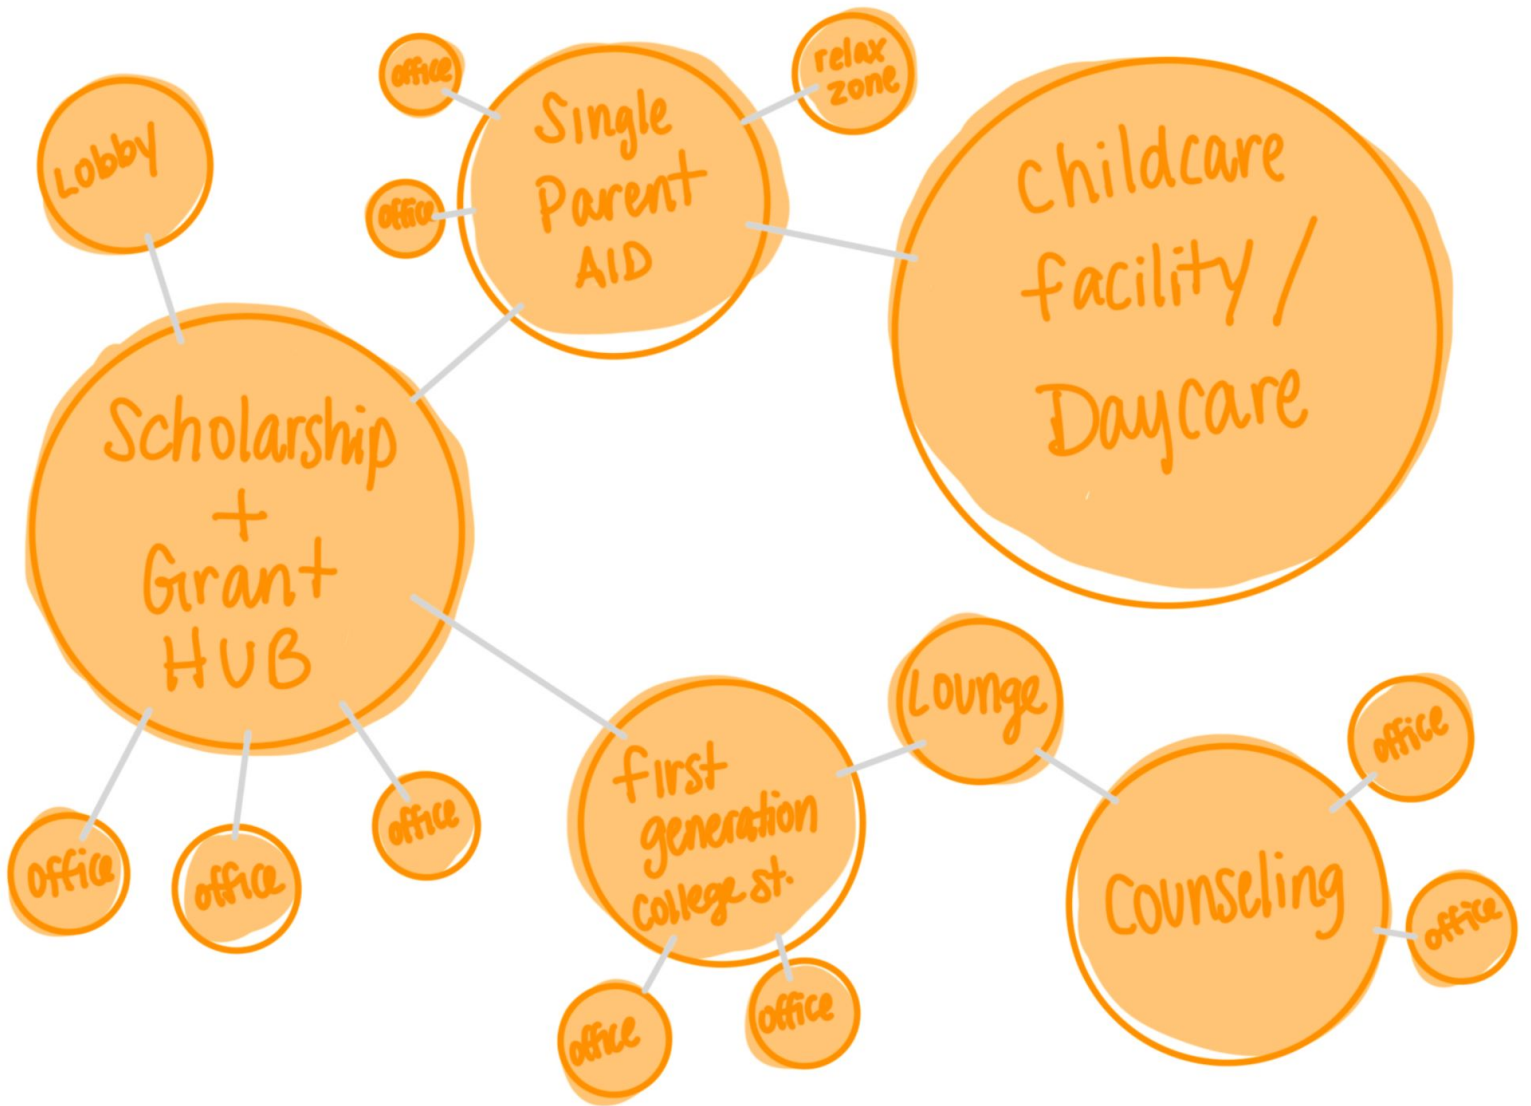 Lobby
office
office
Single
Parent
AID
relax
zone
Childcare
facility /
Daycare
Scholarship
+
Grant
HUB
office
office
office
first
generation
college st.
office
office
Lounge
Counseling
office
office